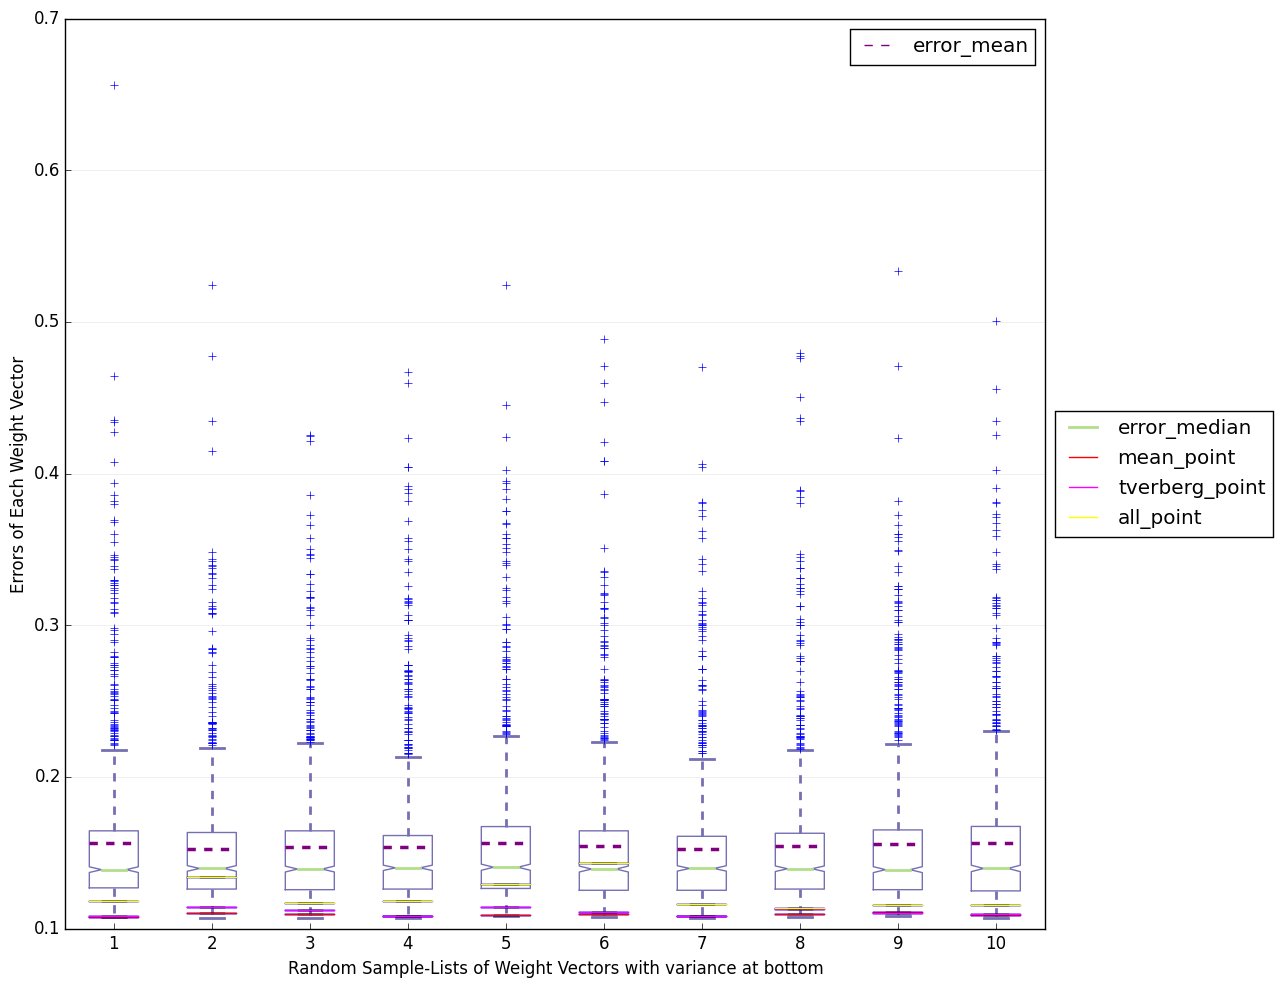 0.7
0.6
0.5
0.4
0.3
0.2
0.1
Errors of Each Weight Vector
error_mean
error_median
mean_point
tverberg_point
all_point
1 2 3 4 5 6 7 8 9 10
Random Sample-Lists of Weight Vectors with variance at bottom